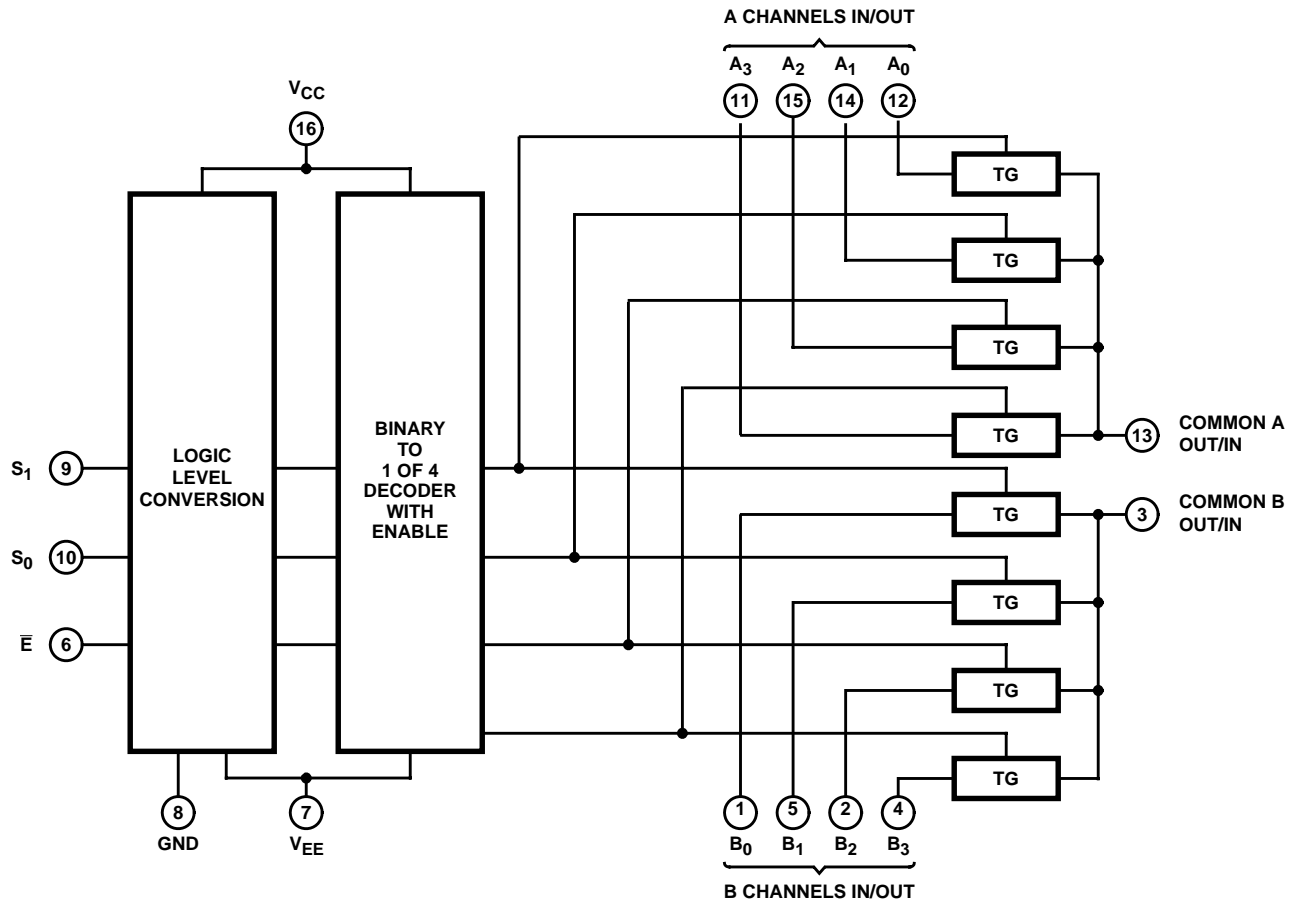 A CHANNELS IN/OUT
A3 A2 A1 A0
11 15 14 12
VCC
16
TG
TG
TG
TG
13 COMMON A OUT/IN
TG
3 COMMON B OUT/IN
TG
TG
TG
LOGIC
LEVEL
CONVERSION
BINARY
TO
1 OF 4
DECODER
WITH
ENABLE
S1 9
S0 10
E̅ 6
8
GND
7
VEE
1 5 2 4
B0 B1 B2 B3
B CHANNELS IN/OUT